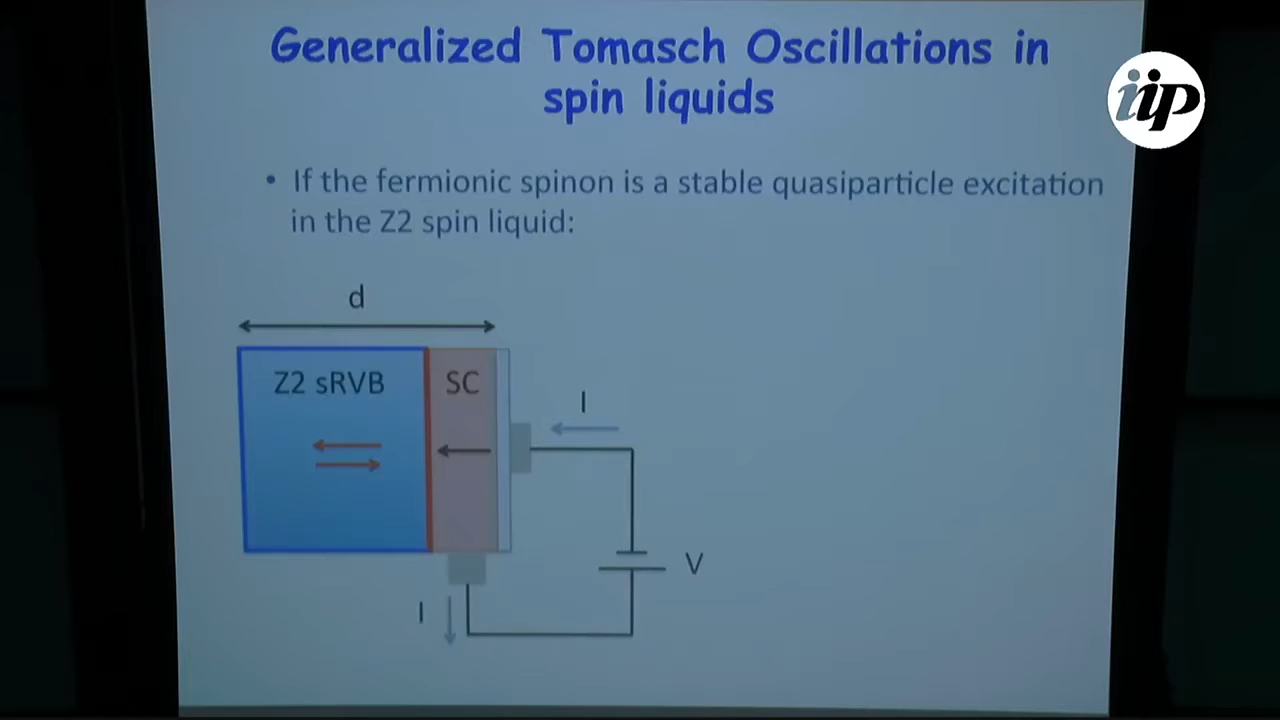 Generalized Tomasch Oscillations in
spin liquids
iip
• If the fermionic spinon is a stable quasiparticle excitation
in the Z2 spin liquid:
d
Z2 sRVB
SC
I
V
I